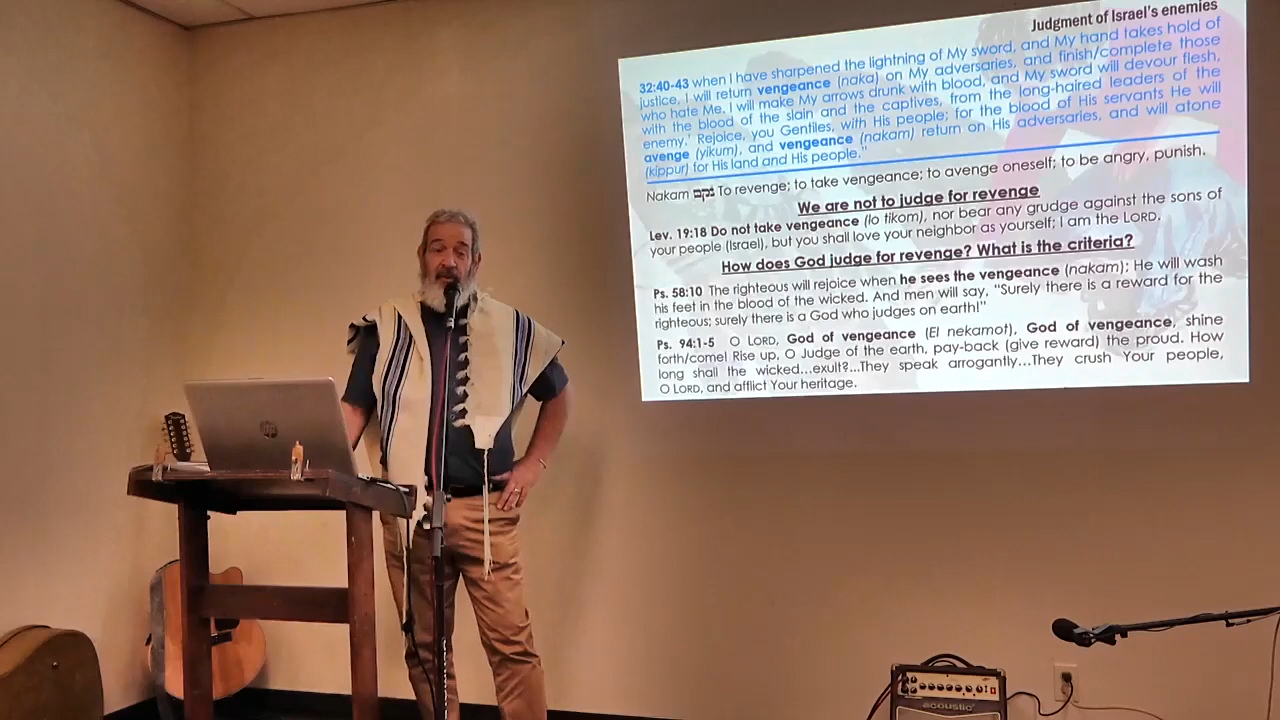 Judgment of Israel's enemies
32:40-43 when I have sharpened the lightning of My sword, and My hand takes hold of
justice, I will return vengeance (naka) on My adversaries, and finish/complete those
who hate Me. I will make My arrows drunk with blood, and My sword will devour flesh,
with the blood of the slain and the captives, from the long-haired leaders of the
enemy.' Rejoice, you Gentiles, with His people; for the blood of His servants He will
avenge (yikum), and vengeance (nakam) return on His adversaries, and will atone
(kippur) for His land and His people."
Nakam נקם To revenge; to take vengeance; to avenge oneself; to be angry, punish.
We are not to judge for revenge
Lev. 19:18 Do not take vengeance (lo tikom), nor bear any grudge against the sons of
your people (Israel), but you shall love your neighbor as yourself; I am the LORD.
How does God judge for revenge? What is the criteria?
Ps. 58:10 The righteous will rejoice when he sees the vengeance (nakam); He will wash
his feet in the blood of the wicked. And men will say, "Surely there is a reward for the
righteous; surely there is a God who judges on earth!"
Ps. 94:1-5 O LORD, God of vengeance (El nekamot), God of vengeance, shine
forth/come! Rise up, O Judge of the earth, pay-back (give reward) the proud. How
long shall the wicked...exult?...They speak arrogantly...They crush Your people,
O LORD, and afflict Your heritage.
hp
acoustic